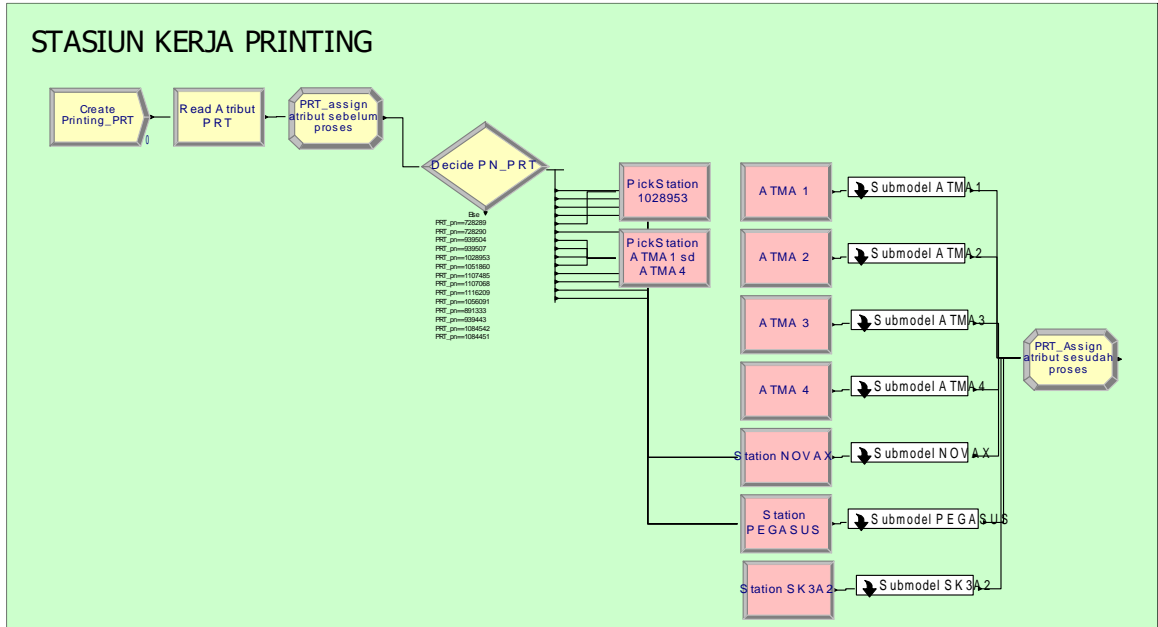 STASIUN KERJA PRINTING
Create
Printing_PRT
0
Read Atribut
PRT
PRT_assign
atribut sebelum
proses
Decide PN_PRT
Else
PRT_pn==728289
PRT_pn==728290
PRT_pn==939504
PRT_pn==939507
PRT_pn==1028953
PRT_pn==1051860
PRT_pn==1107485
PRT_pn==1107068
PRT_pn==1116209
PRT_pn==1056091
PRT_pn==891333
PRT_pn==939443
PRT_pn==1084542
PRT_pn==1084451
PickStation
1028953
PickStation
ATMA1 sd
ATMA4
ATMA 1
Submodel ATMA1
ATMA 2
Submodel ATMA2
ATMA 3
Submodel ATMA3
ATMA 4
Submodel ATMA4
Station NOVAX
Submodel NOVAX
Station
PEGASUS
Submodel PEGASUS
Station SK3A2
Submodel SK3A2
PRT_Assign
atribut sesudah
proses